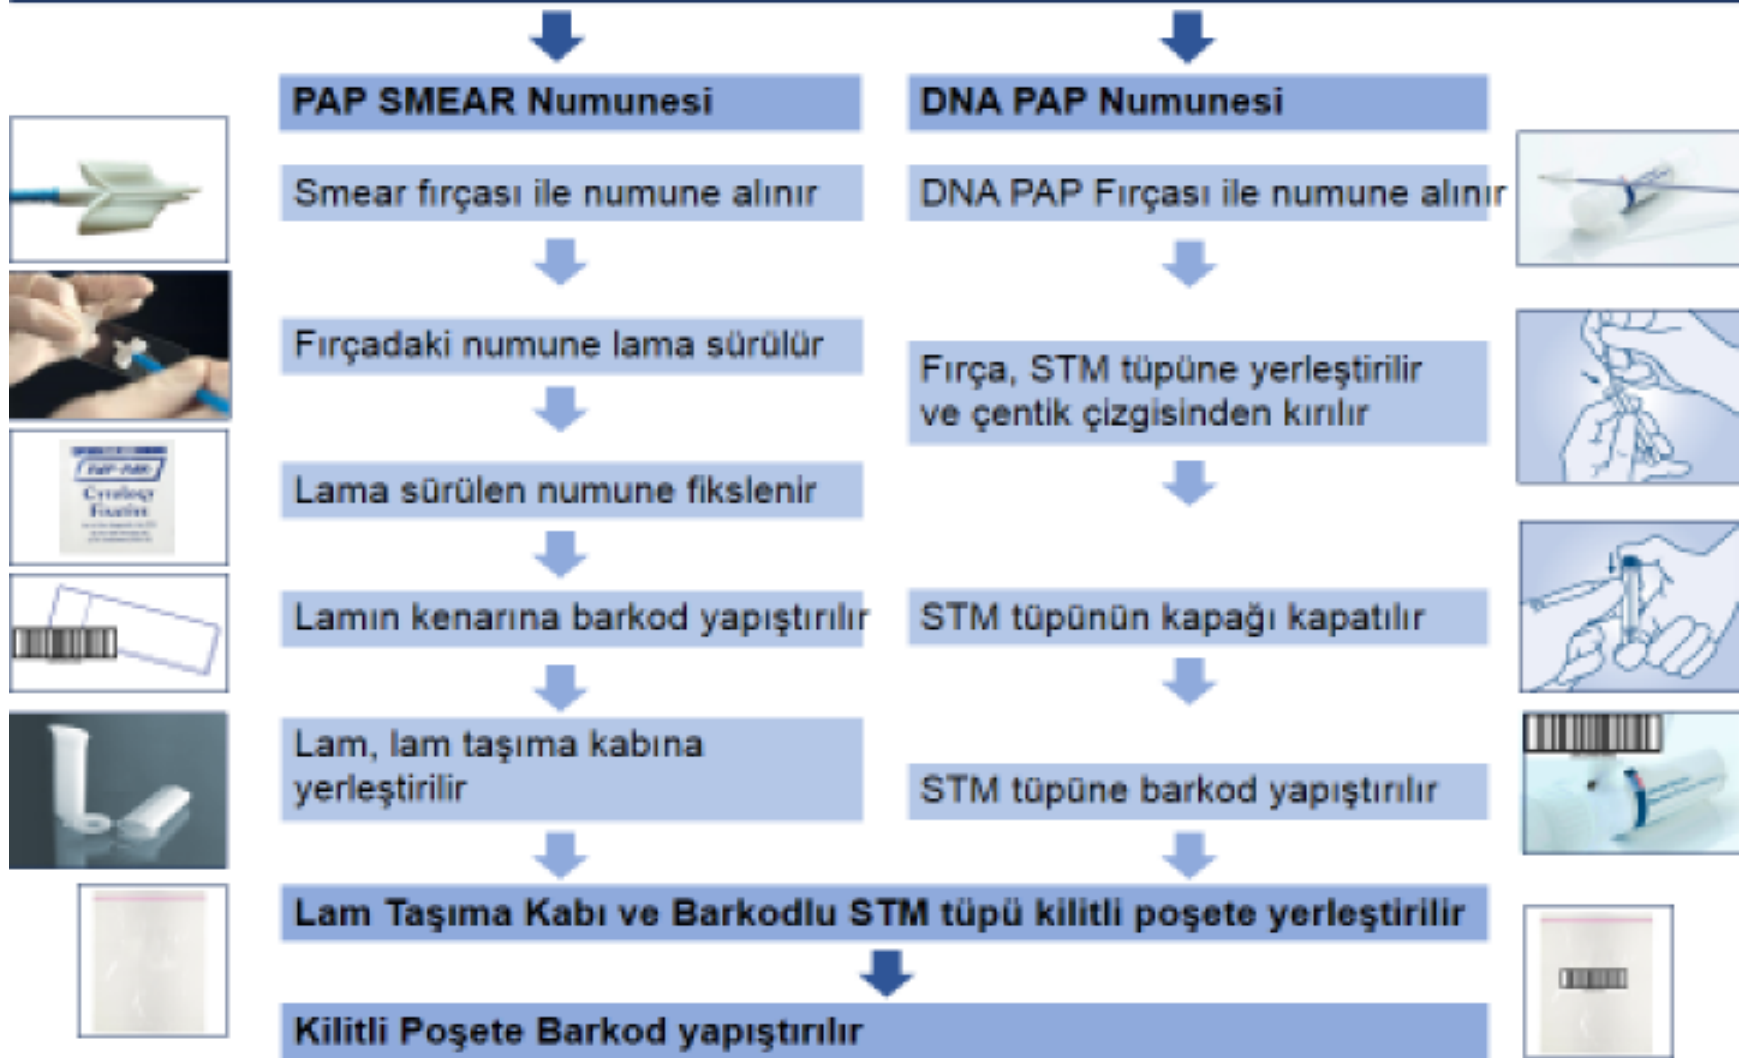 PAP SMEAR Numunesi
Smear fırçası ile numune alınır
Fırçadaki numune lama sürülür
Lama sürülen numune fikslenir
Lamın kenarına barkod yapıştırılır
Lam, lam taşıma kabına
yerleştirilir
DNA PAP Numunesi
DNA PAP Fırçası ile numune alınır
Fırça, STM tüpüne yerleştirilir
ve çentik çizgisinden kırılır
STM tüpünün kapağı kapatılır
STM tüpüne barkod yapıştırılır
Lam Taşıma Kabı ve Barkodlu STM tüpü kilitli poşete yerleştirilir
Kilitli Poşete Barkod yapıştırılır
Cytology
Fixative